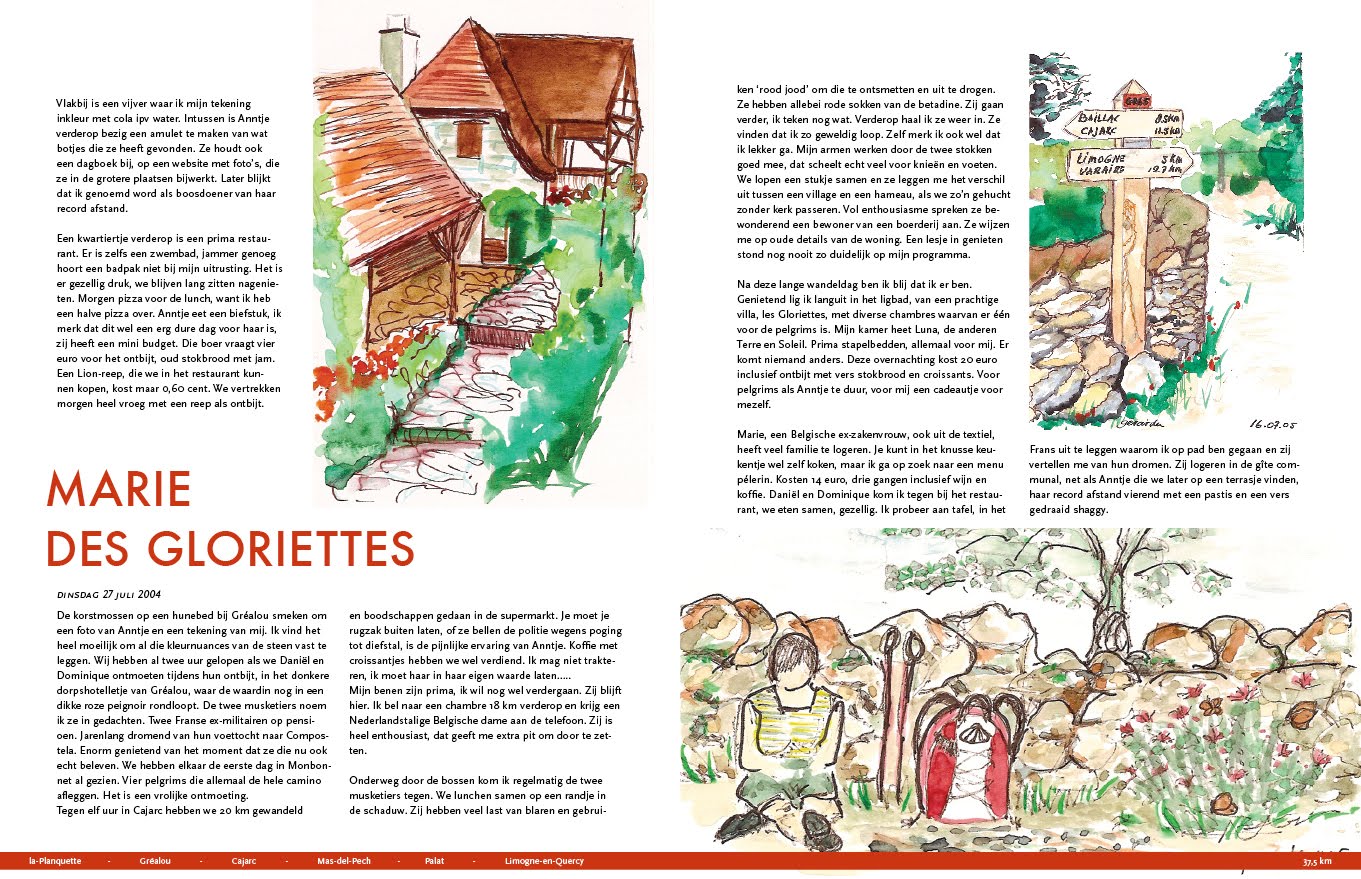 Vlakbij is een vijver waar ik mijn tekening
inkleur met cola ipv water. Intussen is Anntje
verderop bezig een amulet te maken van wat
botjes die ze heeft gevonden. Ze houdt ook
een dagboek bij, op een website met foto's, die
ze in de grotere plaatsen bijwerkt. Later blijkt
dat ik genoemd word als boosdoener van haar
record afstand.
Een kwartiertje verderop is een prima restau-
rant. Er is zelfs een zwembad, jammer genoeg
hoort een badpak niet bij mijn uitrusting. Het is
er gezellig druk, we blijven lang zitten nagenie-
ten. Morgen pizza voor de lunch, want ik heb
een halve pizza over. Anntje eet een biefstuk, ik
merk dat dit wel een erg dure dag voor haar is,
zij heeft een mini budget. Die boer vraagt vier
euro voor het ontbijt, oud stokbrood met jam.
Een Lion-reep, die we in het restaurant kun-
nen kopen, kost maar 0,60 cent. We vertrekken
morgen heel vroeg met een reep als ontbijt.
MARIE
DES GLORIETTES
DINSDAG 27 JULI 2004
De korstmossen op een hunebed bij Gréalou smeken om
een foto van Anntje en een tekening van mij. Ik vind het
heel moeilijk om al die kleurnuances van de steen vast te
leggen. Wij hebben al twee uur gelopen als we Daniël en
Dominique ontmoeten tijdens hun ontbijt, in het donkere
dorpshotelletje van Gréalou, waar de waardin nog in een
dikke roze peignoir rondloopt. De twee musketiers noem
ik ze in gedachten. Twee Franse ex-militairen op pensi-
oen. Jarenlang dromend van hun voettocht naar Compos-
tela. Enorm genietend van het moment dat ze die nu ook
echt beleven. We hebben elkaar de eerste dag in Monbon-
net al gezien. Vier pelgrims die allemaal de hele camino
afleggen. Het is een vrolijke ontmoeting.
Tegen elf uur in Cajarc hebben we 20 km gewandeld
en boodschappen gedaan in de supermarkt. Je moet je
rugzak buiten laten, of ze bellen de politie wegens poging
tot diefstal, is de pijnlijke ervaring van Anntje. Koffie met
croissantjes hebben we wel verdiend. Ik mag niet trakte-
ren, ik moet haar in haar eigen waarde laten.....
Mijn benen zijn prima, ik wil nog wel verdergaan. Zij blijft
hier. Ik bel naar een chambre 18 km verderop en krijg een
Nederlandstalige Belgische dame aan de telefoon. Zij is
heel enthousiast, dat geeft me extra pit om door te zet-
ten.
Onderweg door de bossen kom ik regelmatig de twee
musketiers tegen. We lunchen samen op een randje in
de schaduw. Zij hebben veel last van blaren en gebrui-
ken ‘rood jood’ om die te ontsmetten en uit te drogen.
Ze hebben allebei rode sokken van de betadine. Zij gaan
verder, ik teken nog wat. Verderop haal ik ze weer in. Ze
vinden dat ik zo geweldig loop. Zelf merk ik ook wel dat
ik lekker ga. Mijn armen werken door de twee stokken
goed mee, dat scheelt echt veel voor knieën en voeten.
We lopen een stukje samen en ze leggen me het verschil
uit tussen een village en een hameau, als we zo'n gehucht
zonder kerk passeren. Vol enthousiasme spreken ze be-
wonderend een bewoner van een boerderij aan. Ze wijzen
me op oude details van de woning. Een lesje in genieten
stond nog nooit zo duidelijk op mijn programma.
Na deze lange wandeldag ben ik blij dat ik er ben.
Genietend lig ik languit in het ligbad, van een prachtige
villa, les Gloriettes, met diverse chambres waarvan er één
voor de pelgrims is. Mijn kamer heet Luna, de anderen
Terre en Soleil. Prima stapelbedden, allemaal voor mij. Er
komt niemand anders. Deze overnachting kost 20 euro
inclusief ontbijt met vers stokbrood en croissants. Voor
pelgrims als Anntje te duur, voor mij een cadeautje voor
mezelf.
Marie, een Belgische ex-zakenvrouw, ook uit de textiel,
heeft veel familie te logeren. Je kunt in het knusse keu-
kentje wel zelf koken, maar ik ga op zoek naar een menu
pélerin. Kosten 14 euro, drie gangen inclusief wijn en
koffie. Daniël en Dominique kom ik tegen bij het restau-
rant, we eten samen, gezellig. Ik probeer aan tafel, in het
GR65
BAILLAC 8.5km
CAJARC
LIMOGNE 5 km
VARAIRE
16.07.05
Frans uit te leggen waarom ik op pad ben gegaan en zij
vertellen me van hun dromen. Zij logeren in de gîte com-
munal, net als Anntje die we later op een terrasje vinden,
haar record afstand vierend met een pastis en een vers
gedraaid shaggy.
la-Planquette - Gréalou - Cajarc - Mas-del-Pech - Palat - Limogne-en-Quercy 37,5 km